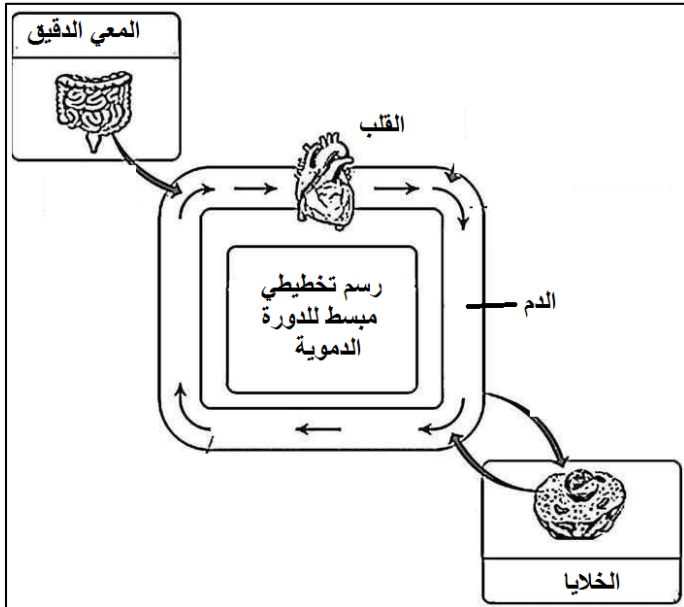 المعي الدقيق
القلب
رسم تخطيطي
مبسط للدورة
الدموية
الدم
الخلايا